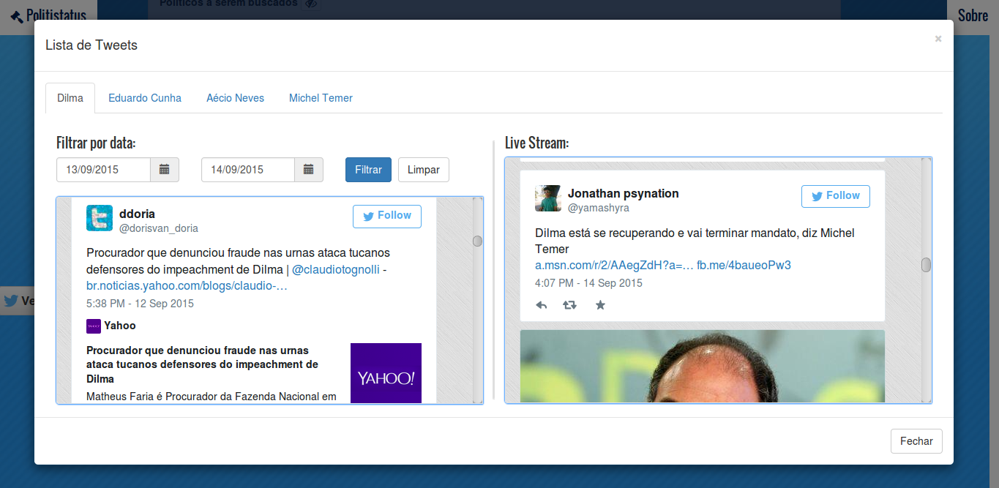 Políticos a serem buscados
Politistatus
Sobre
Lista de Tweets
×
Dilma
Eduardo Cunha
Aécio Neves
Michel Temer
Filtrar por data:
13/09/2015
14/09/2015
Filtrar
Limpar
ddoria
@dorisvan_doria
Follow
Procurador que denunciou fraude nas urnas ataca tucanos
defensores do impeachment de Dilma | @claudiotognolli -
br.noticias.yahoo.com/blogs/claudio-…
5:38 PM - 12 Sep 2015
Yahoo
Procurador que denunciou fraude nas urnas
ataca tucanos defensores do impeachment de
Dilma
Matheus Faria é Procurador da Fazenda Nacional em
YAHOO!
Live Stream:
Jonathan psynation
@yamashyra
Follow
Dilma está se recuperando e vai terminar mandato, diz Michel
Temer
a.msn.com/r/2/AAegZdH?a=… fb.me/4baueoPw3
4:07 PM - 14 Sep 2015
Ve
Fechar